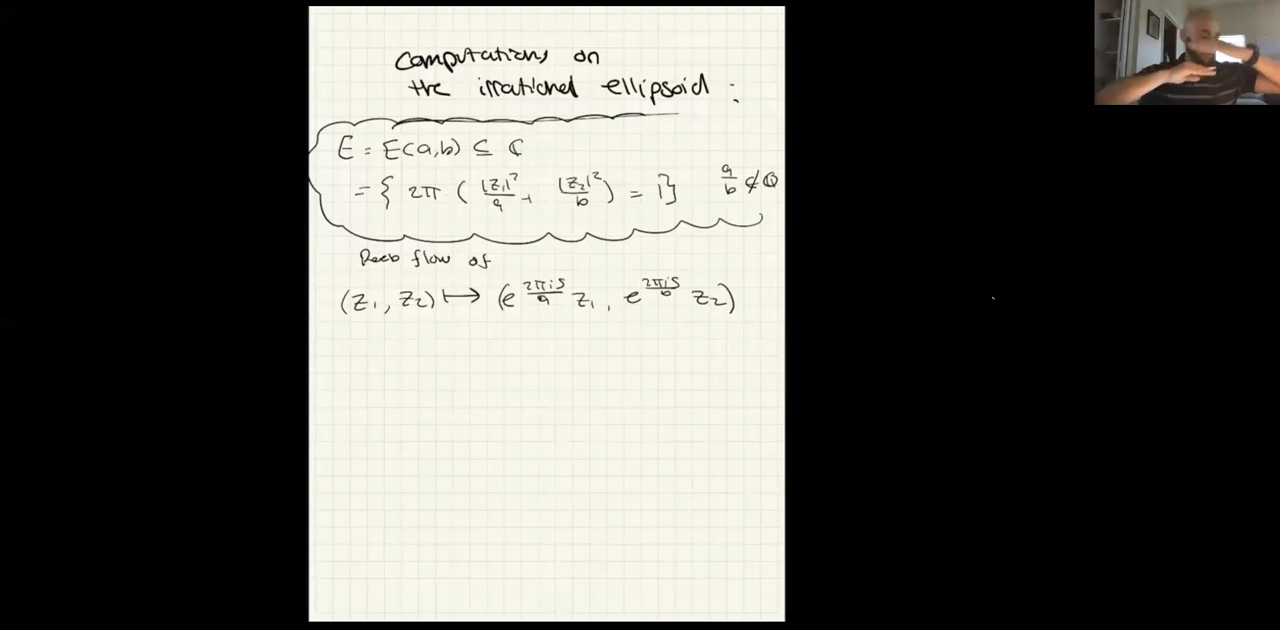 computations on
the irrational ellipsoid :
E = E(a,b) ⊆ ℂ
= { 2π ( |z₁|²/a + |z₂|²/b ) = 1 } a/b ∉ ℚ
Reeb flow of
(z₁, z₂) ↦ (e^{2πis/a} z₁, e^{2πis/b} z₂)